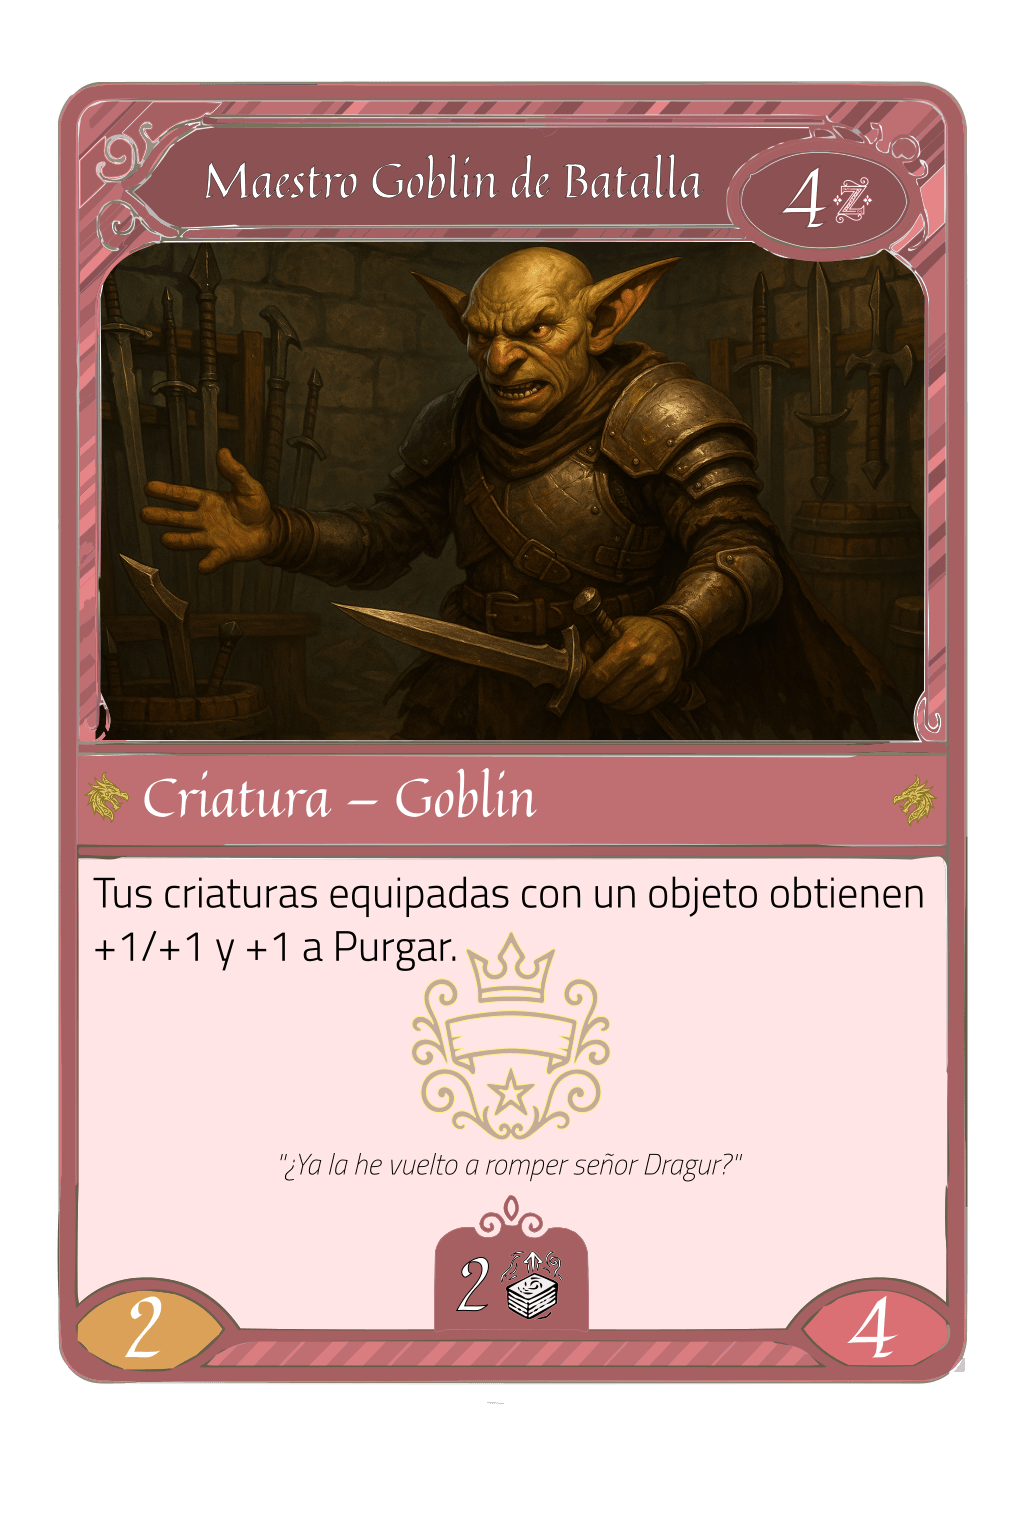 Maestro Goblin de Batalla
4 Z
Criatura – Goblin
Tus criaturas equipadas con un objeto obtienen
+1/+1 y +1 a Purgar.
"¿Ya la he vuelto a romper señor Dragur?"
2
2
4